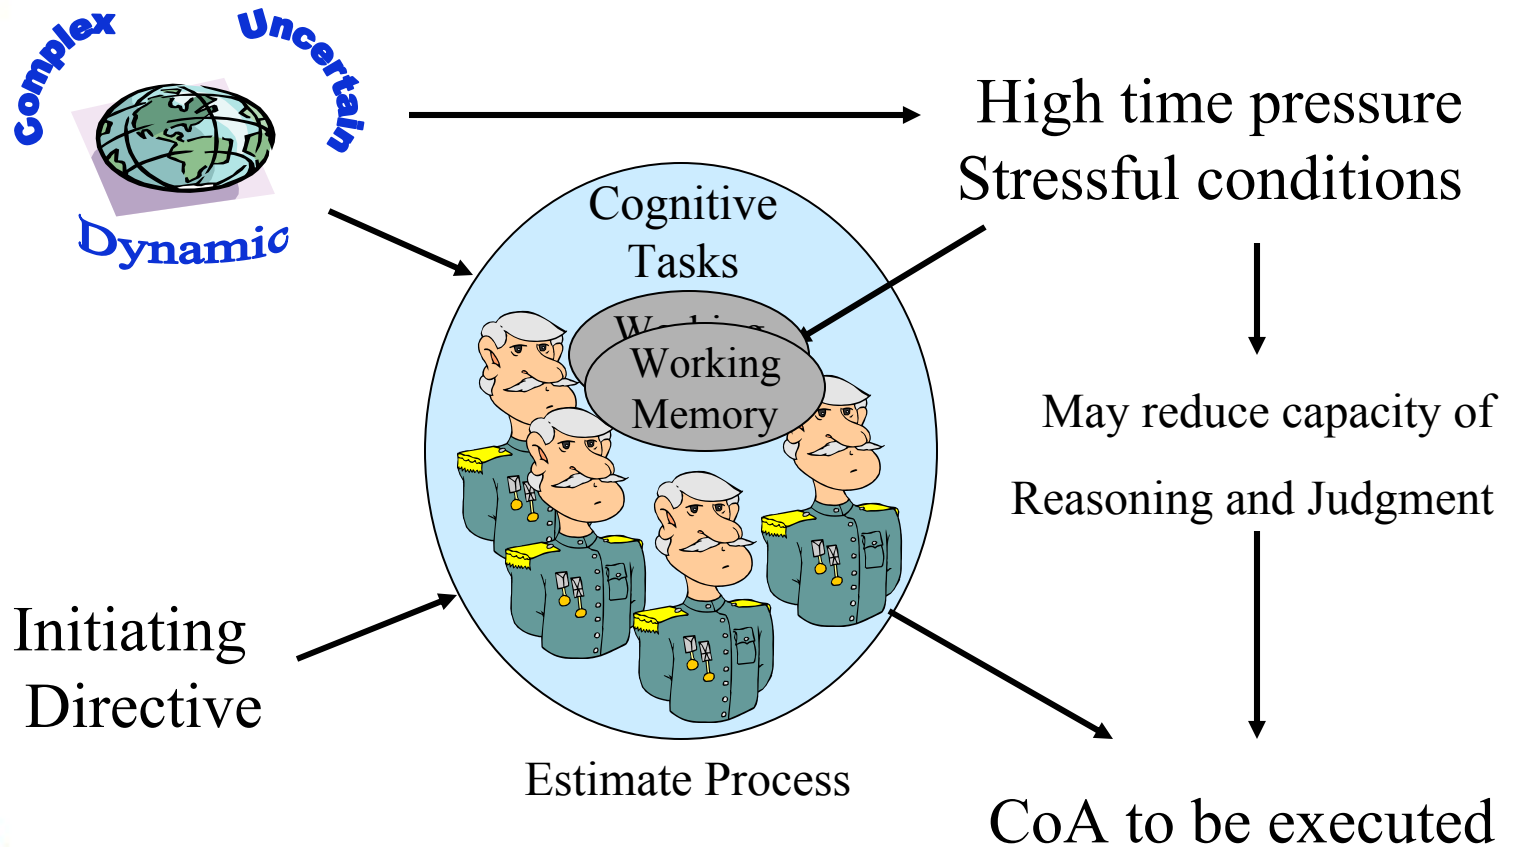 Complex
Uncertain
Dynamic
High time pressure
Stressful conditions
Cognitive
Tasks
Working
Working
Memory
May reduce capacity of
Reasoning and Judgment
Initiating
Directive
Estimate Process
CoA to be executed